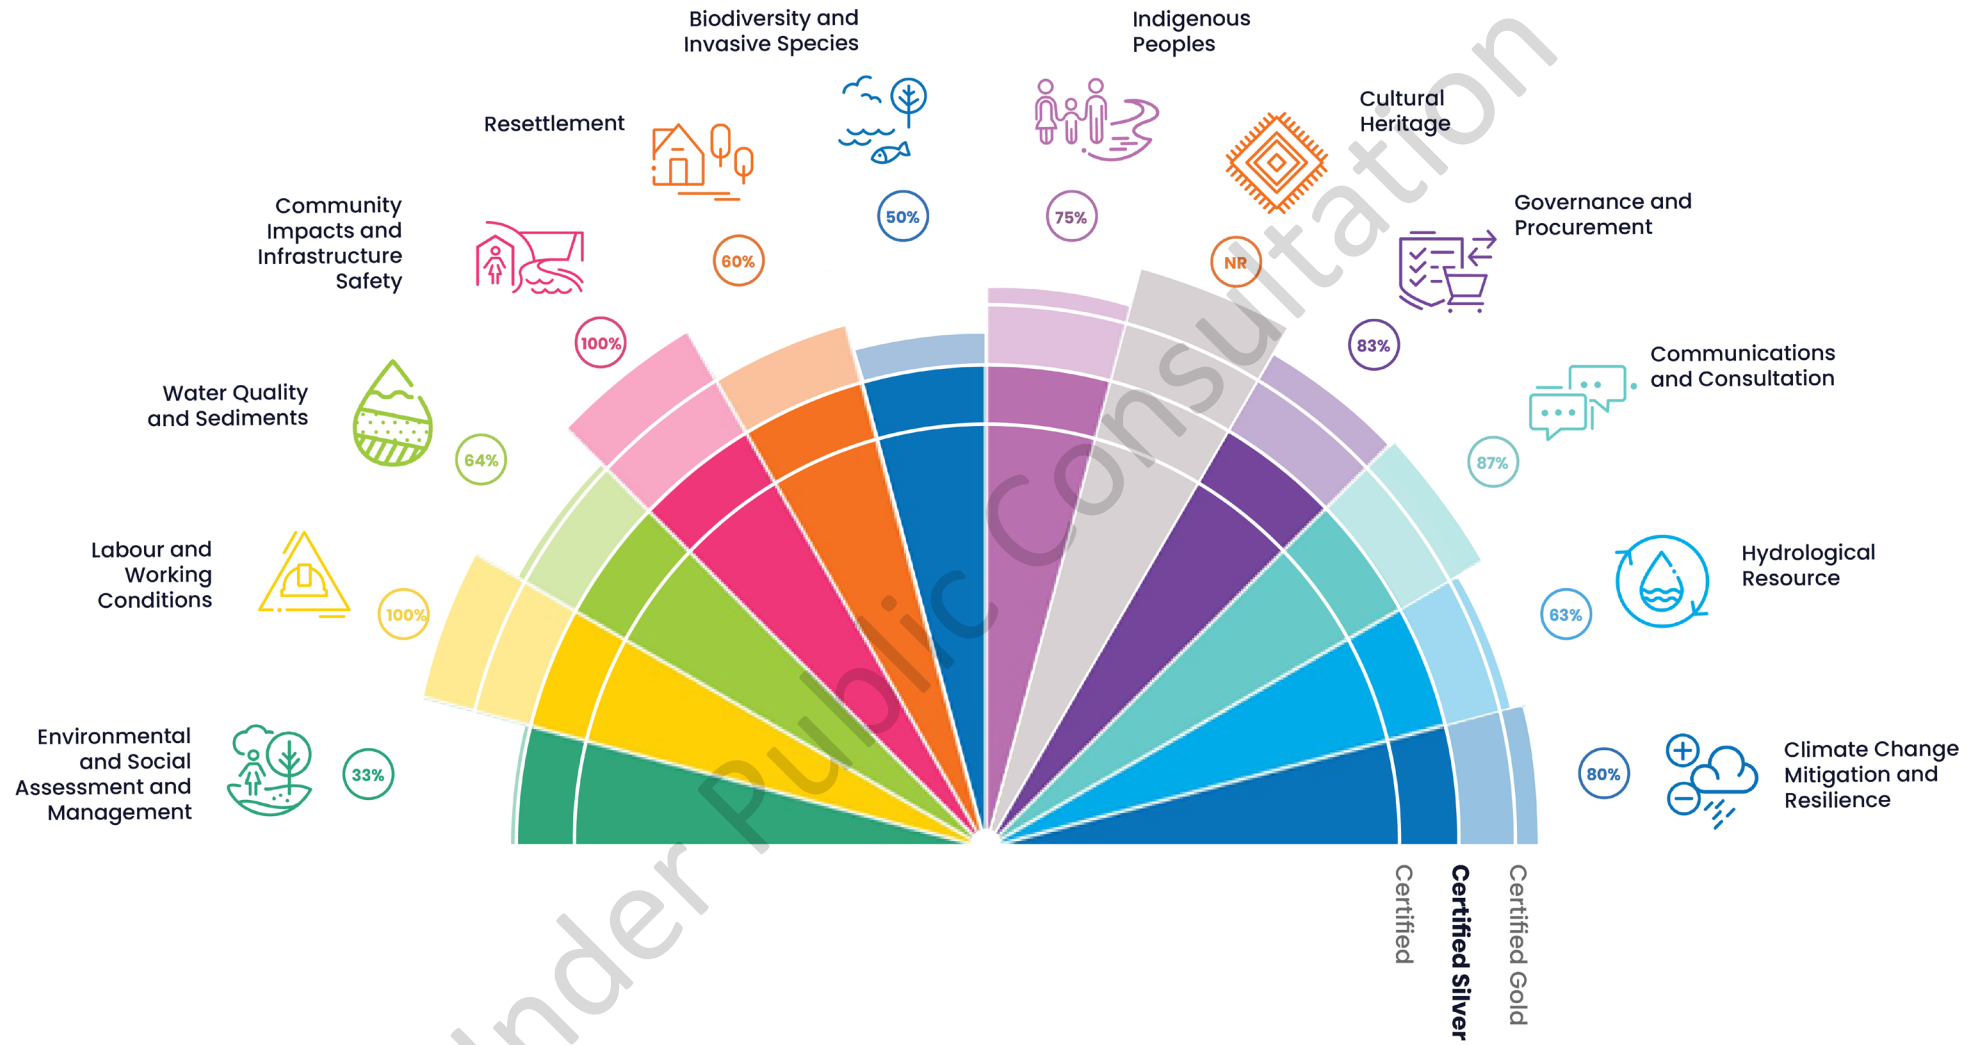 Biodiversity and
Invasive Species
Indigenous
Peoples
Resettlement
Cultural
Heritage
Community
Impacts and
Infrastructure
Safety
Governance and
Procurement
50%
75%
60%
NR
100%
83%
Water Quality
and Sediments
Communications
and Consultation
64%
87%
Labour and
Working
Conditions
Hydrological
Resource
100%
63%
Environmental
and Social
Assessment and
Management
33%
80%
Climate Change
Mitigation and
Resilience
Certified
Certified Silver
Certified Gold
Under Public Consultation